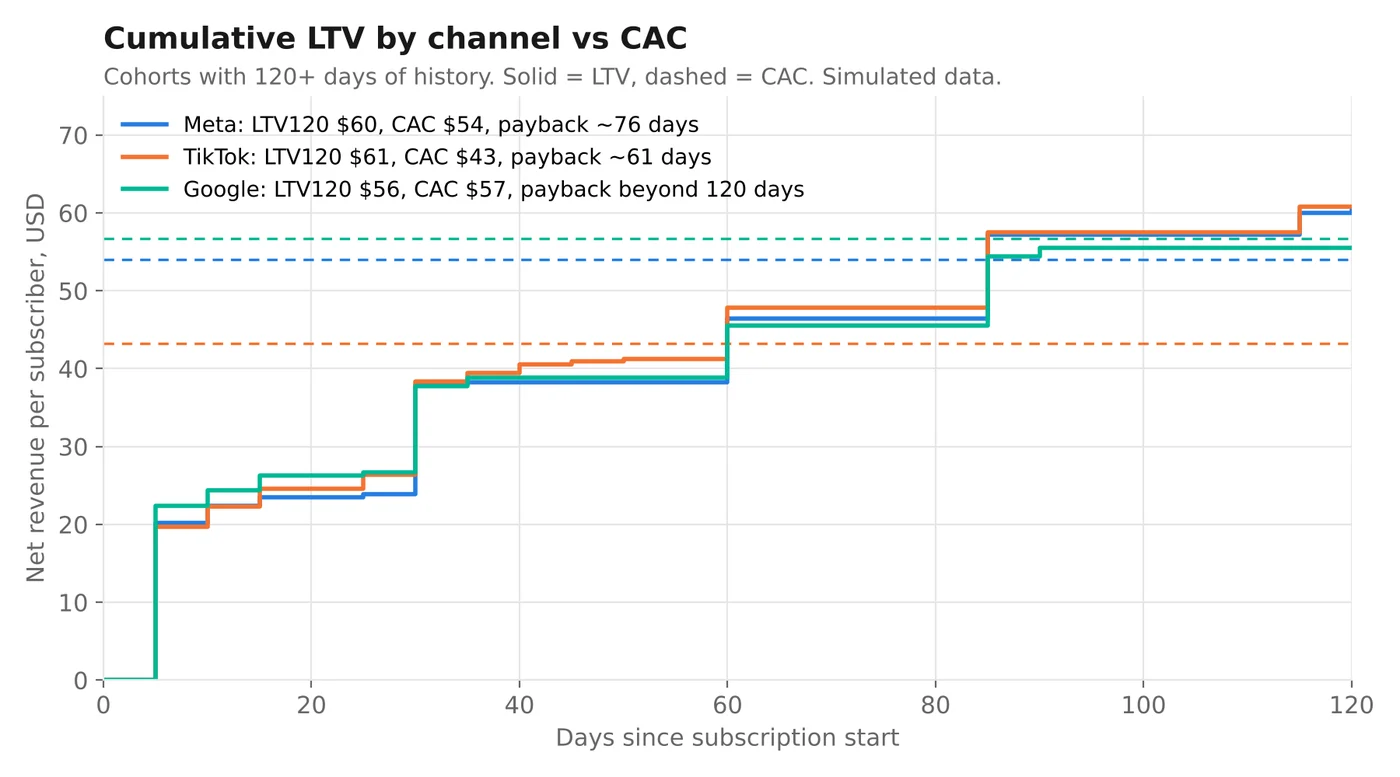 Cumulative LTV by channel vs CAC
Cohorts with 120+ days of history. Solid = LTV, dashed = CAC. Simulated data.
Meta: LTV120 $60, CAC $54, payback ~76 days
TikTok: LTV120 $61, CAC $43, payback ~61 days
Google: LTV120 $56, CAC $57, payback beyond 120 days
Net revenue per subscriber, USD
70
60
50
40
30
20
10
0
0 20 40 60 80 100 120
Days since subscription start